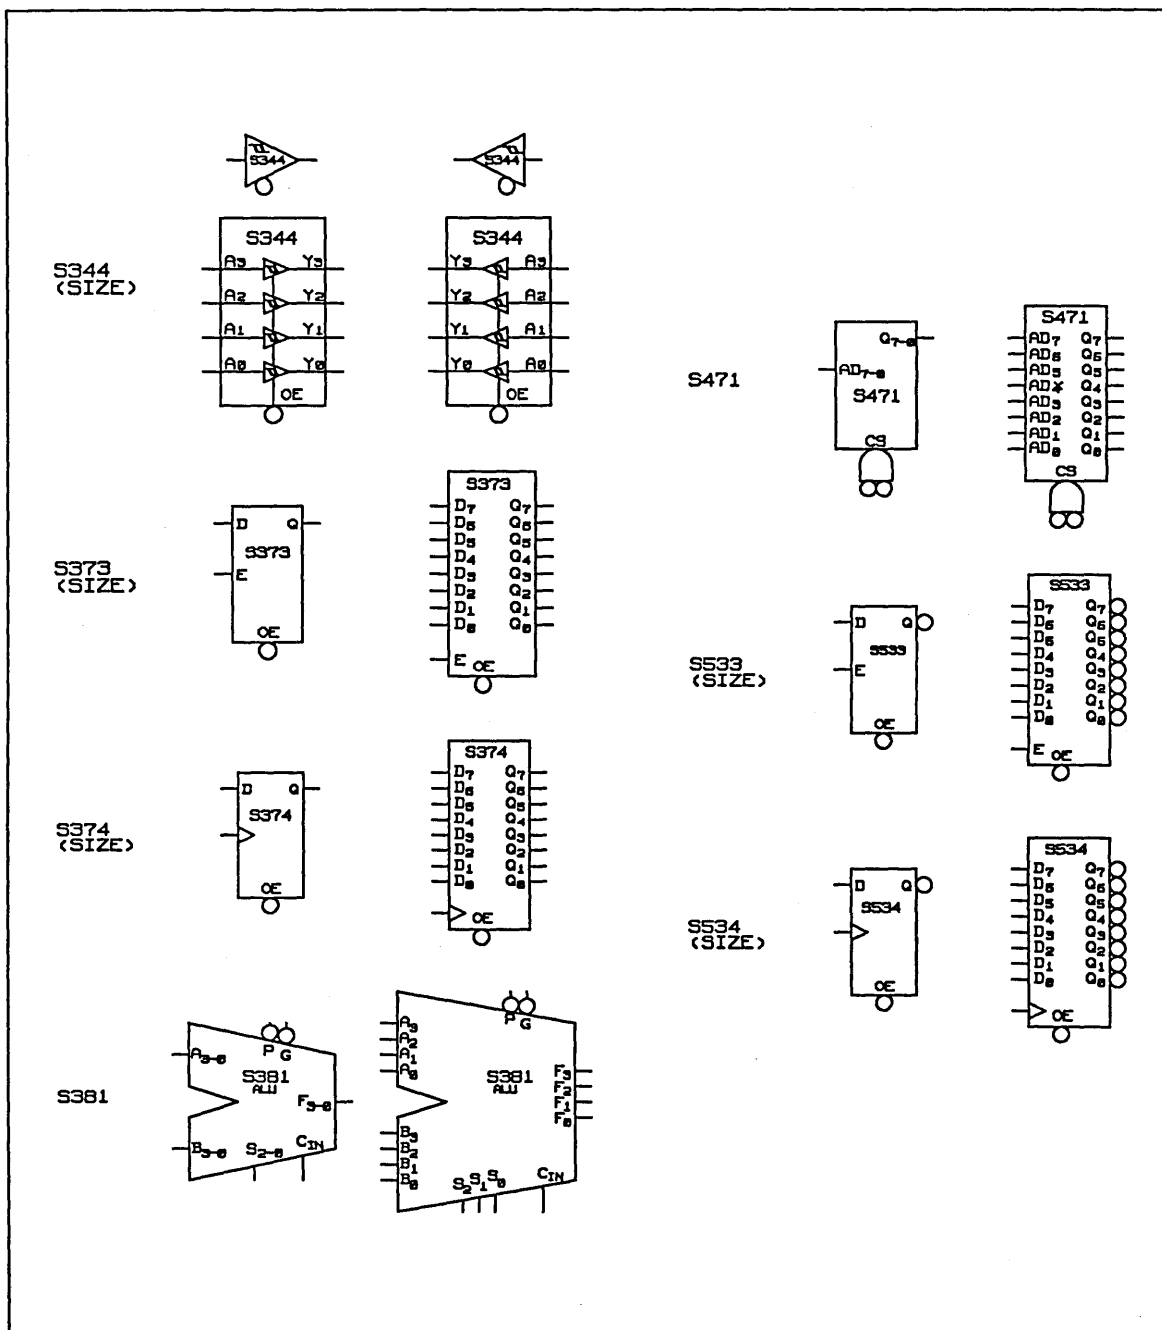 S344
S344
S344
(SIZE)
S344
A3 Y3
A2 Y2
A1 Y1
A0 Y0
OE
S344
Y3 A3
Y2 A2
Y1 A1
Y0 A0
OE
S373
(SIZE)
D Q
S373
E
OE
S373
D7 Q7
D6 Q6
D5 Q5
D4 Q4
D3 Q3
D2 Q2
D1 Q1
D0 Q0
E OE
S374
(SIZE)
D Q
S374
OE
S374
D7 Q7
D6 Q6
D5 Q5
D4 Q4
D3 Q3
D2 Q2
D1 Q1
D0 Q0
OE
S381
P G
A3-0
S381
ALU
F3-0
B3-0 S2-0 CIN
P G
A3
A2
A1
A0
S381
ALU
F3
F2
F1
F0
B3
B2
B1
B0
S2 S1 S0 CIN
S471
Q7-0
AD7-0
S471
CS
S471
AD7 Q7
AD6 Q6
AD5 Q5
AD¥ Q4
AD3 Q3
AD2 Q2
AD1 Q1
AD0 Q0
CS
S533
(SIZE)
D Q
S533
E
OE
S533
D7 Q7
D6 Q6
D5 Q5
D4 Q4
D3 Q3
D2 Q2
D1 Q1
D0 Q0
E OE
S534
(SIZE)
D Q
S534
OE
S534
D7 Q7
D6 Q6
D5 Q5
D4 Q4
D3 Q3
D2 Q2
D1 Q1
D0 Q0
OE